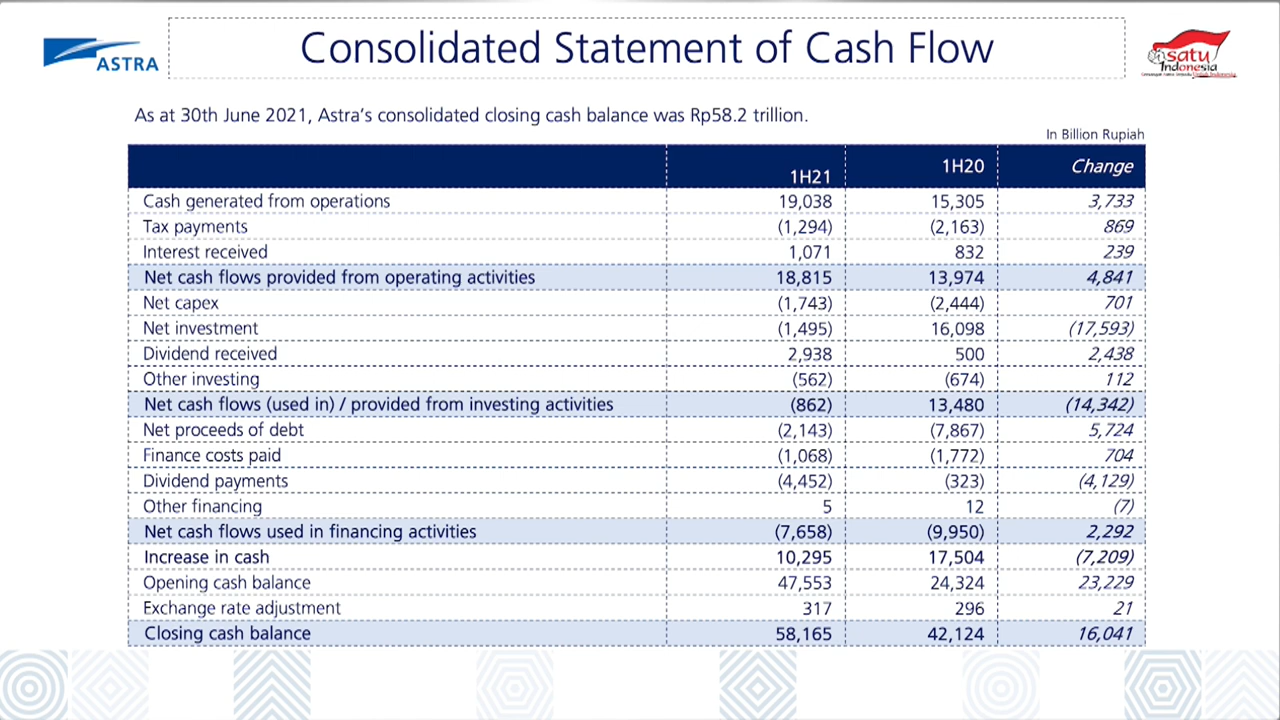 ASTRA
Consolidated Statement of Cash Flow
satu
Indonesia
As at 30th June 2021, Astra's consolidated closing cash balance was Rp58.2 trillion.
In Billion Rupiah
1H21 1H20 Change
Cash generated from operations 19,038 15,305 3,733
Tax payments (1,294) (2,163) 869
Interest received 1,071 832 239
Net cash flows provided from operating activities 18,815 13,974 4,841
Net capex (1,743) (2,444) 701
Net investment (1,495) 16,098 (17,593)
Dividend received 2,938 500 2,438
Other investing (562) (674) 112
Net cash flows (used in) / provided from investing activities (862) 13,480 (14,342)
Net proceeds of debt (2,143) (7,867) 5,724
Finance costs paid (1,068) (1,772) 704
Dividend payments (4,452) (323) (4,129)
Other financing 5 12 (7)
Net cash flows used in financing activities (7,658) (9,950) 2,292
Increase in cash 10,295 17,504 (7,209)
Opening cash balance 47,553 24,324 23,229
Exchange rate adjustment 317 296 21
Closing cash balance 58,165 42,124 16,041